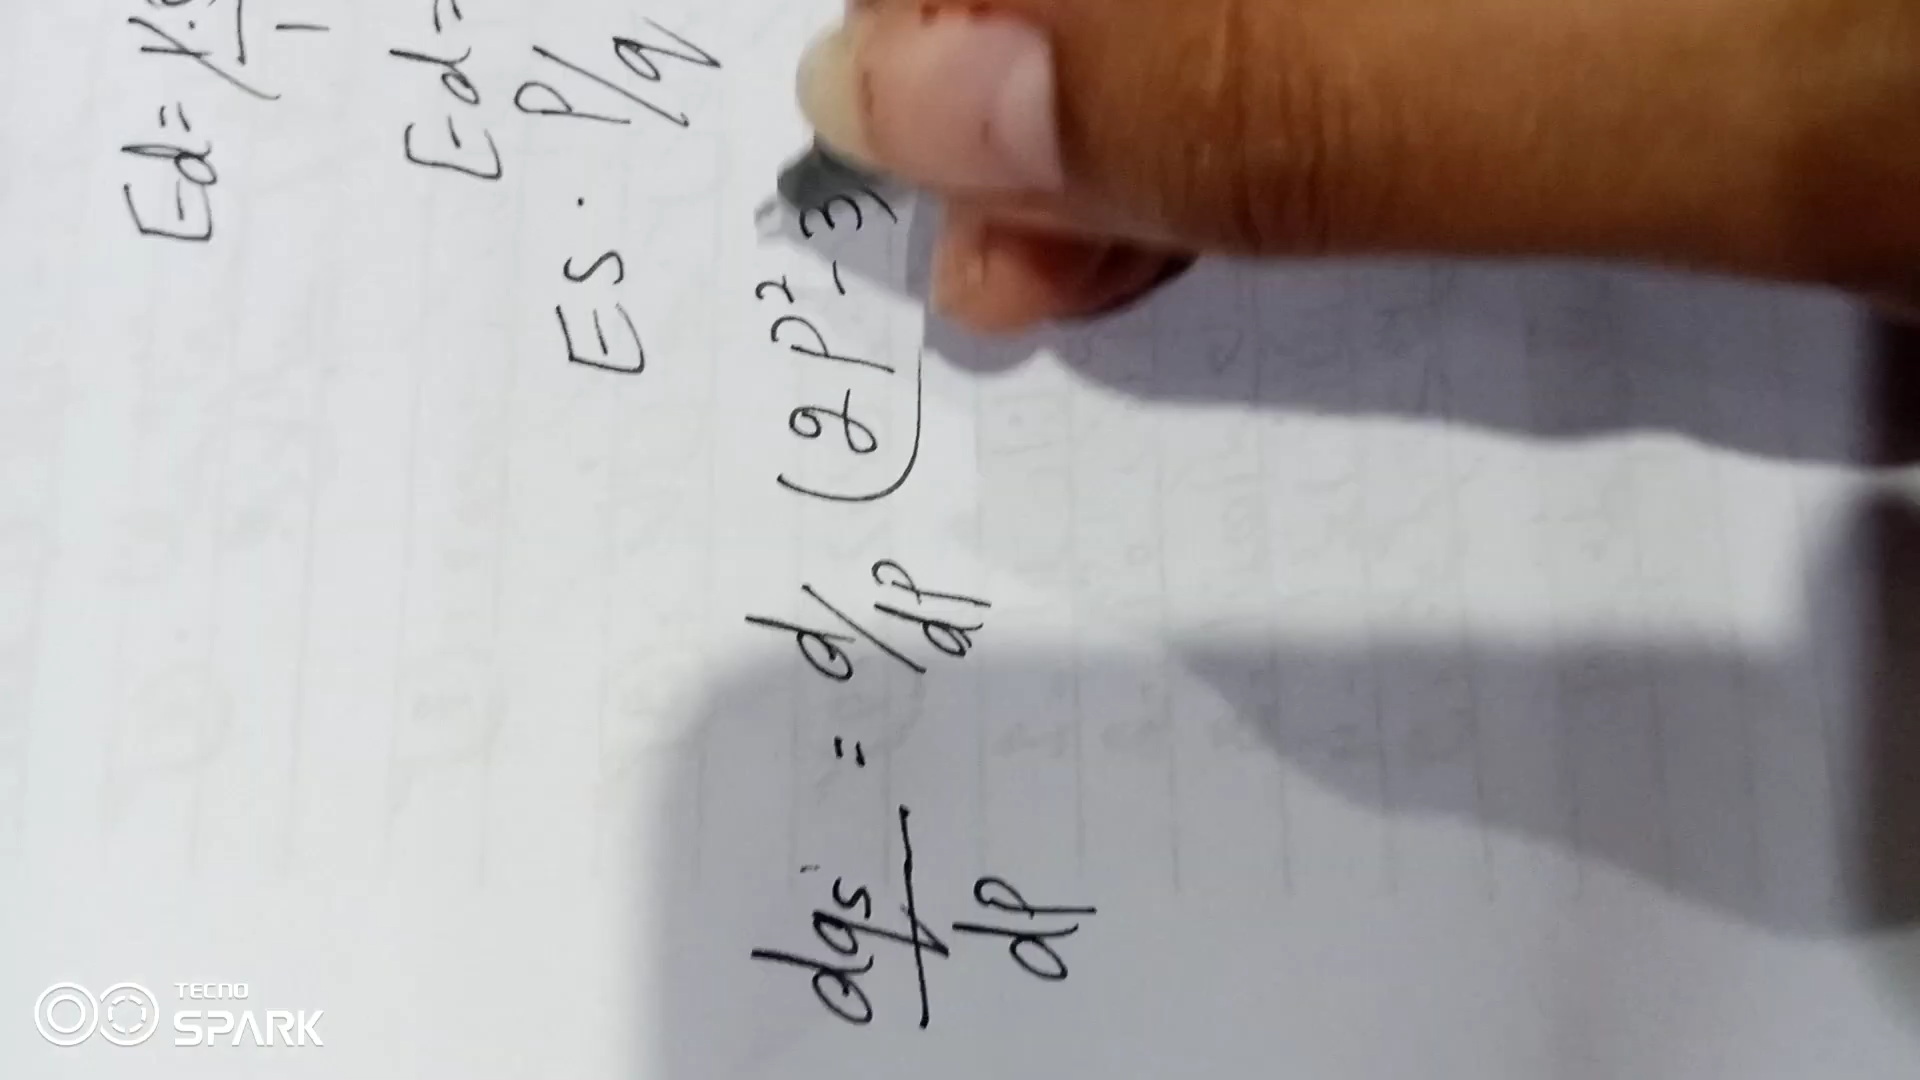 Ed =
Ed =
Es . P/q
dqs/dp = d/dp (2p² - 3
TECNO
SPARK